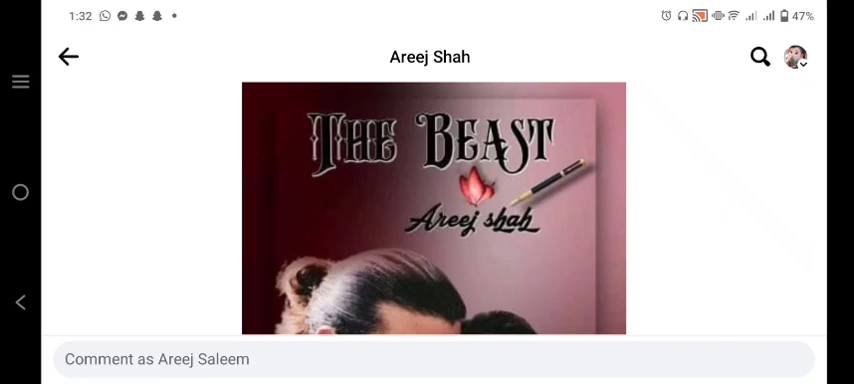 1:32
47%
Areej Shah
THE BEAST
Areej shah
Comment as Areej Saleem